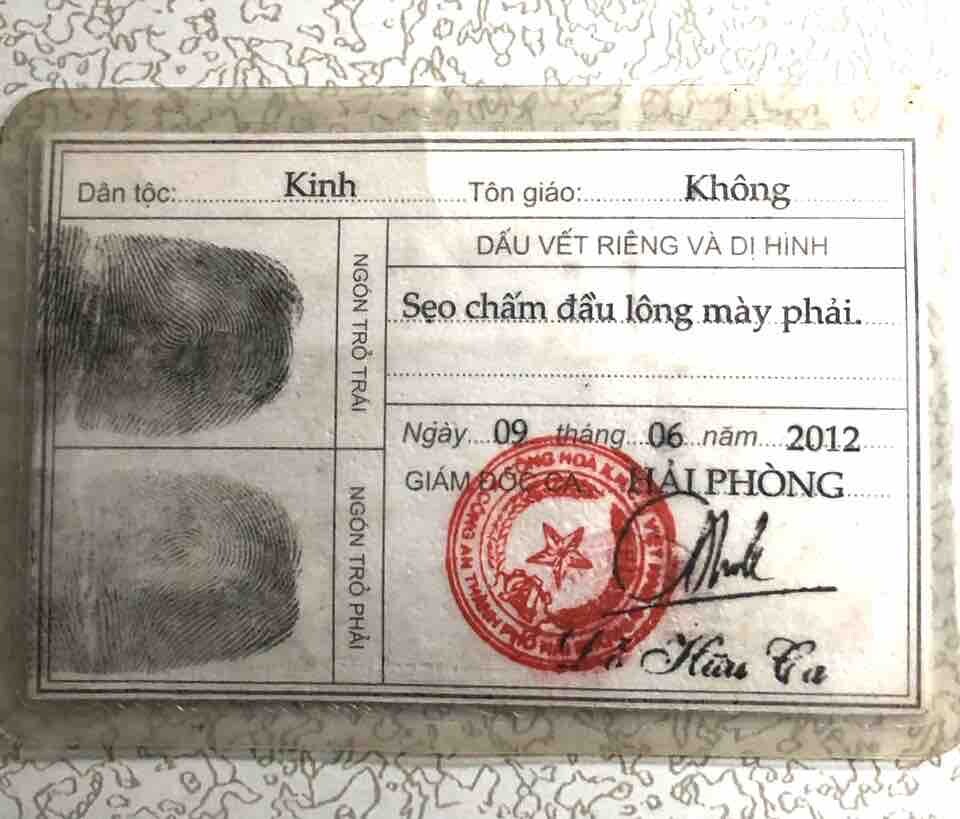 Dân tộc: Kinh Tôn giáo: Không
NGÓN TRỎ TRÁI
DẤU VẾT RIÊNG VÀ DỊ HÌNH
Sẹo chấm đầu lông mày phải.
Ngày 09 tháng 06 năm 2012
GIÁM ĐỐC CA. HẢI PHÒNG
NGÓN TRỎ PHẢI
Hữu Ca